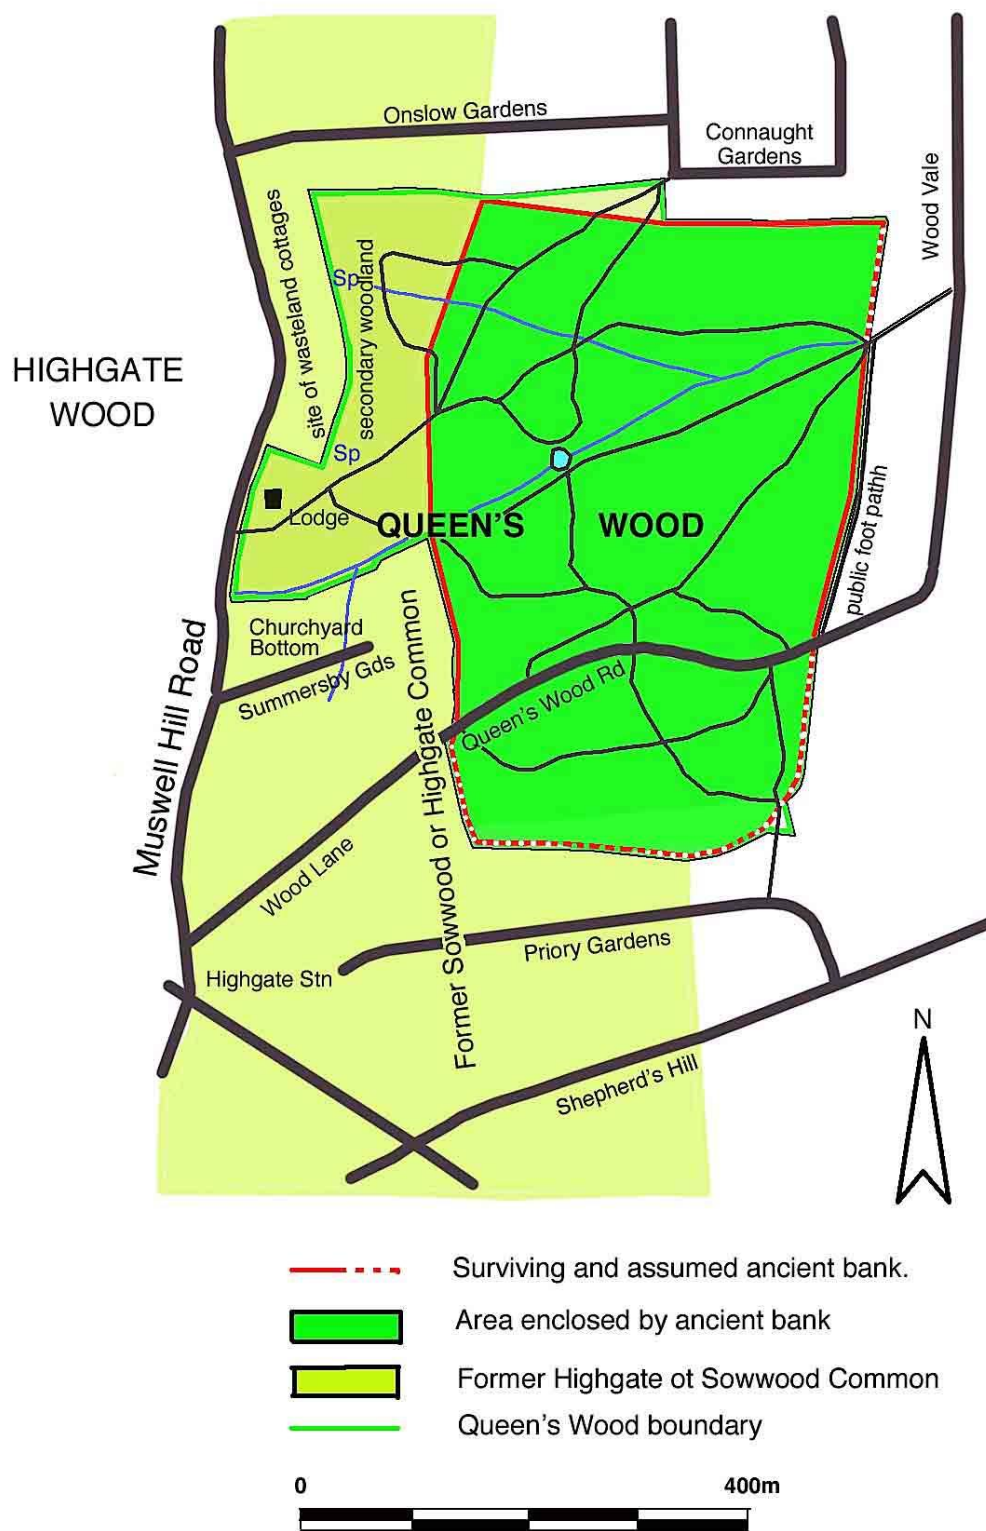 Onslow Gardens
Connaught
Gardens
Wood Vale
site of wasteland cottages
secondary woodland
Sp
HIGHGATE
WOOD
Sp
Lodge
QUEEN'S WOOD
public foot pathh
Churchyard
Bottom
Summersby Gds
Muswell Hill Road
Former Sowwood or Highgate Common
Queen's Wood Rd
Wood Lane
Priory Gardens
Highgate Stn
Shepherd's Hill
N
Surviving and assumed ancient bank.
Area enclosed by ancient bank
Former Highgate ot Sowwood Common
Queen's Wood boundary
0 400m